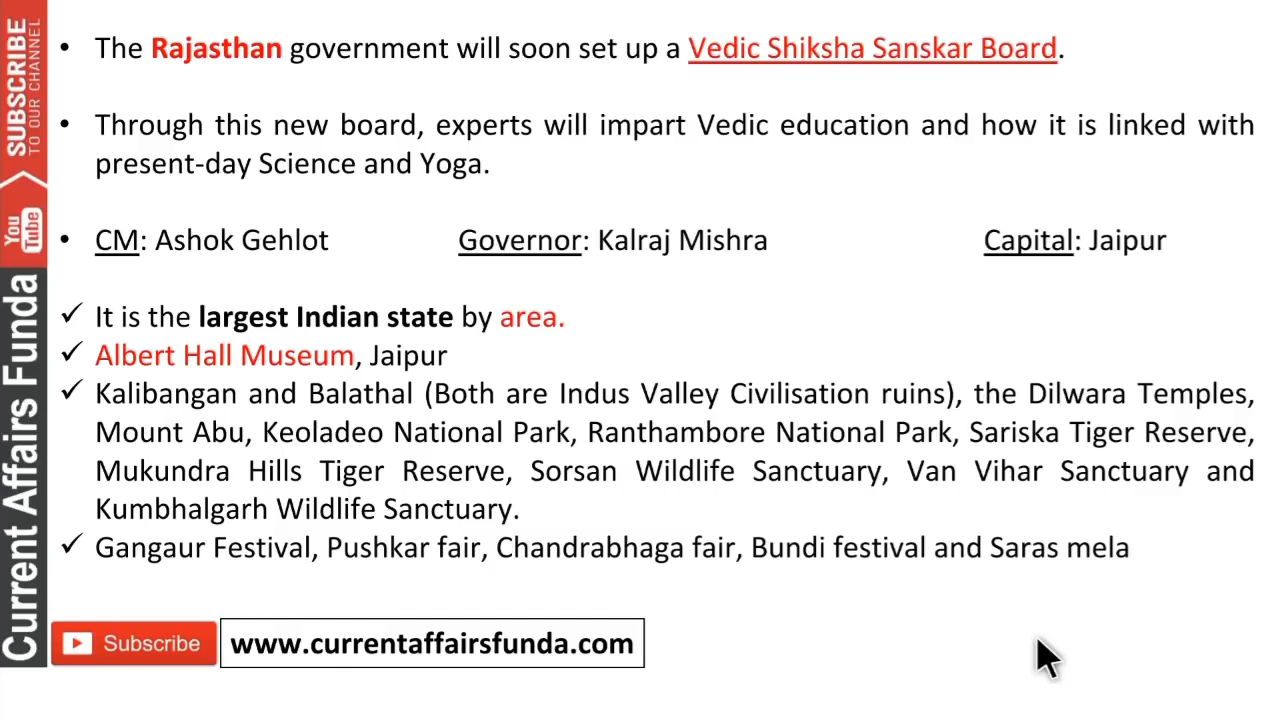 SUBSCRIBE
TO OUR CHANNEL
You
Tube
Current Affairs Funda
• The Rajasthan government will soon set up a Vedic Shiksha Sanskar Board.
• Through this new board, experts will impart Vedic education and how it is linked with
present-day Science and Yoga.
• CM: Ashok Gehlot Governor: Kalraj Mishra Capital: Jaipur
✓ It is the largest Indian state by area.
✓ Albert Hall Museum, Jaipur
✓ Kalibangan and Balathal (Both are Indus Valley Civilisation ruins), the Dilwara Temples,
Mount Abu, Keoladeo National Park, Ranthambore National Park, Sariska Tiger Reserve,
Mukundra Hills Tiger Reserve, Sorsan Wildlife Sanctuary, Van Vihar Sanctuary and
Kumbhalgarh Wildlife Sanctuary.
✓ Gangaur Festival, Pushkar fair, Chandrabhaga fair, Bundi festival and Saras mela
Subscribe www.currentaffairsfunda.com